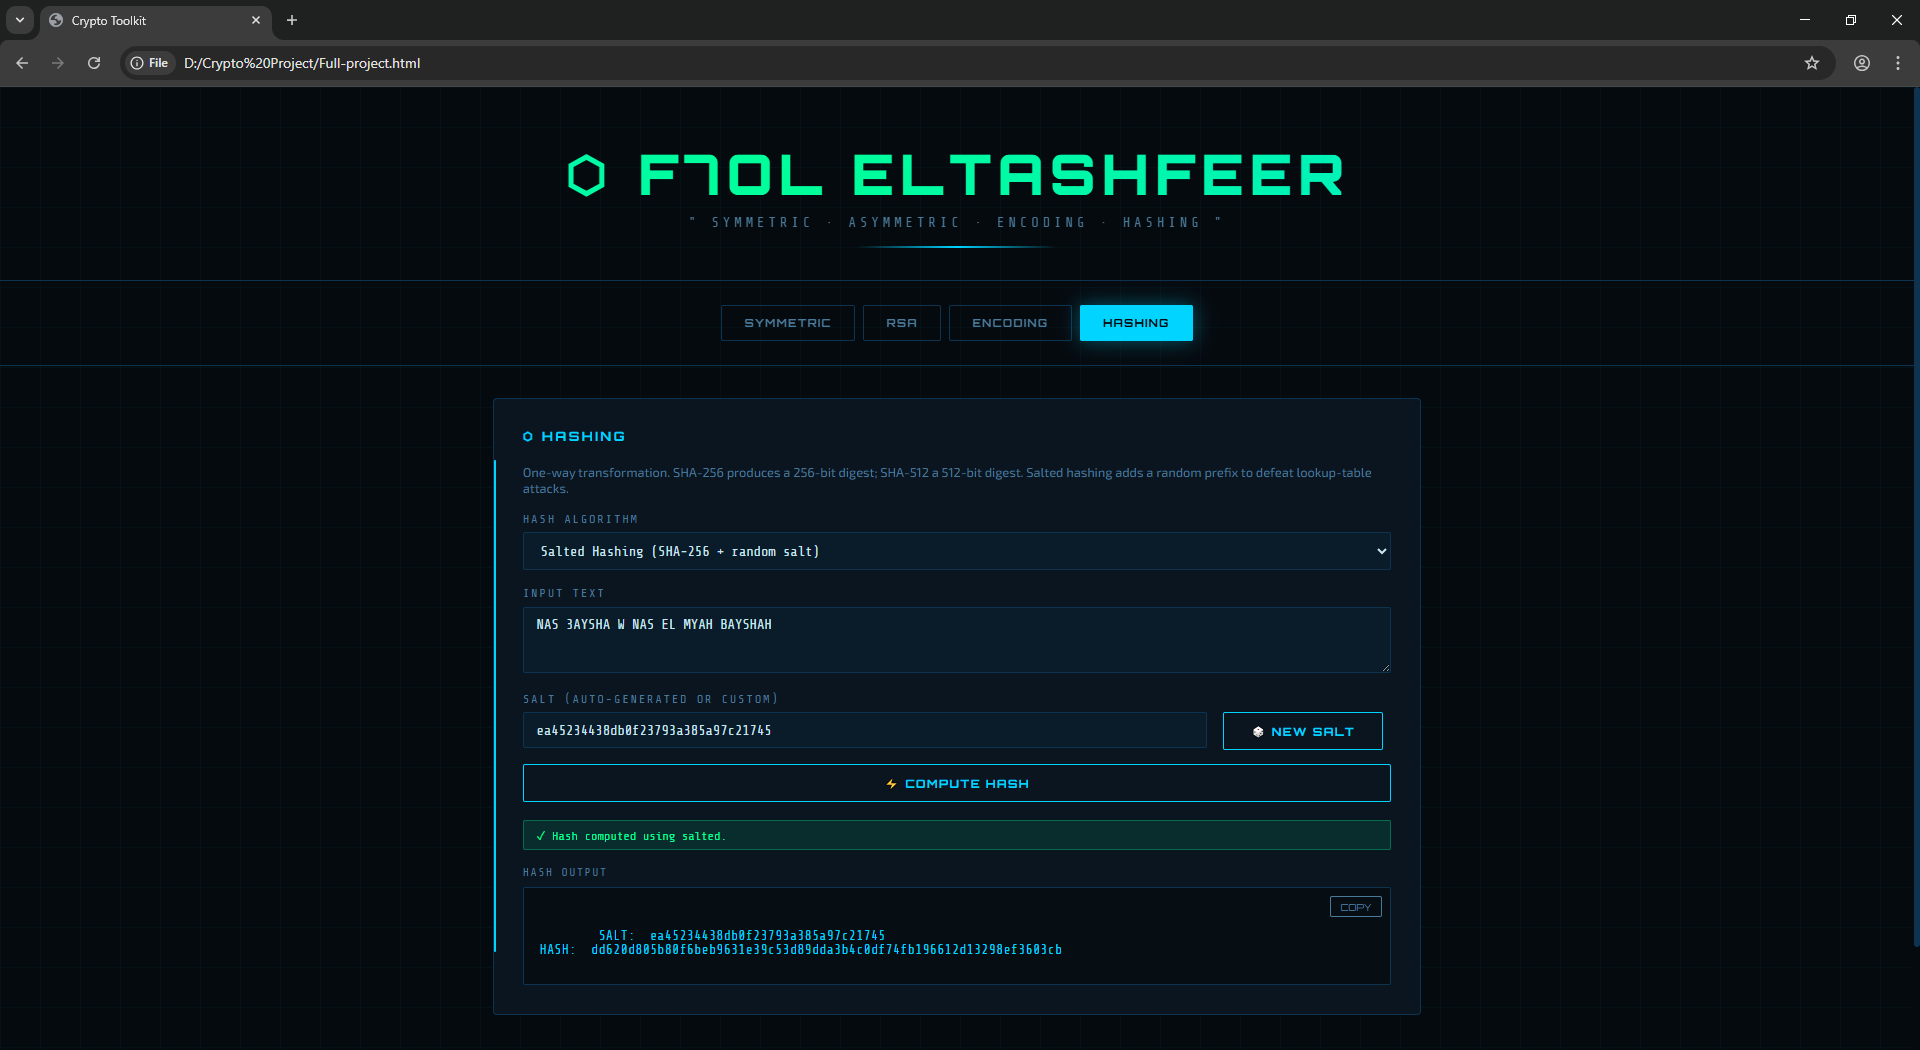 Crypto Toolkit
File D:/Crypto%20Project/Full-project.html
F7OL ELTASHFEER
" SYMMETRIC · ASYMMETRIC · ENCODING · HASHING "
SYMMETRIC RSA ENCODING HASHING
HASHING
One-way transformation. SHA-256 produces a 256-bit digest; SHA-512 a 512-bit digest. Salted hashing adds a random prefix to defeat lookup-table
attacks.
HASH ALGORITHM
Salted Hashing (SHA-256 + random salt)
INPUT TEXT
NAS 3AYSHA W NAS EL MYAH BAYSHAH
SALT (AUTO-GENERATED OR CUSTOM)
ea45234438db0f23793a385a97c21745
NEW SALT
⚡ COMPUTE HASH
✓ Hash computed using salted.
HASH OUTPUT
COPY
SALT: ea45234438db0f23793a385a97c21745
HASH: dd620d805b80f6beb9631e39c53d89dda3b4c0df74fb196612d13298ef3603cb